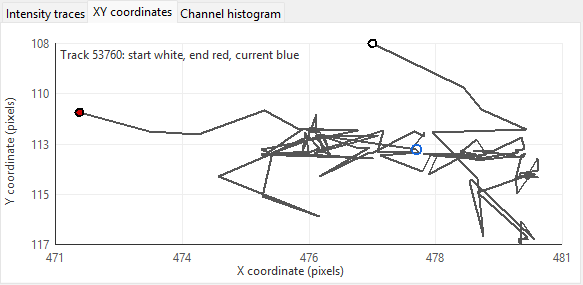 Intensity traces XY coordinates Channel histogram
Track 53760: start white, end red, current blue
108
110
113
115
117
Y coordinate (pixels)
471 474 476 478 481
X coordinate (pixels)